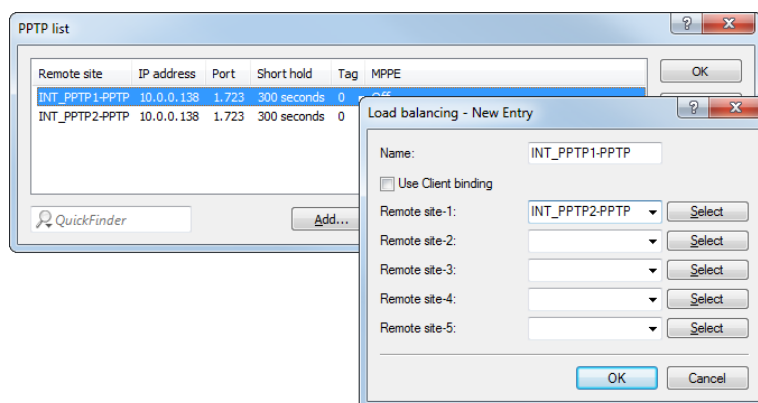 PPTP list
Remote site IP address Port Short hold Tag MPPE
INT_PPTP1-PPTP 10.0.0.138 1.723 300 seconds 0 Off
INT_PPTP2-PPTP 10.0.0.138 1.723 300 seconds 0
OK
QuickFinder
Add...
Load balancing - New Entry
Name: INT_PPTP1-PPTP
Use Client binding
Remote site-1: INT_PPTP2-PPTP Select
Remote site-2: Select
Remote site-3: Select
Remote site-4: Select
Remote site-5: Select
OK Cancel